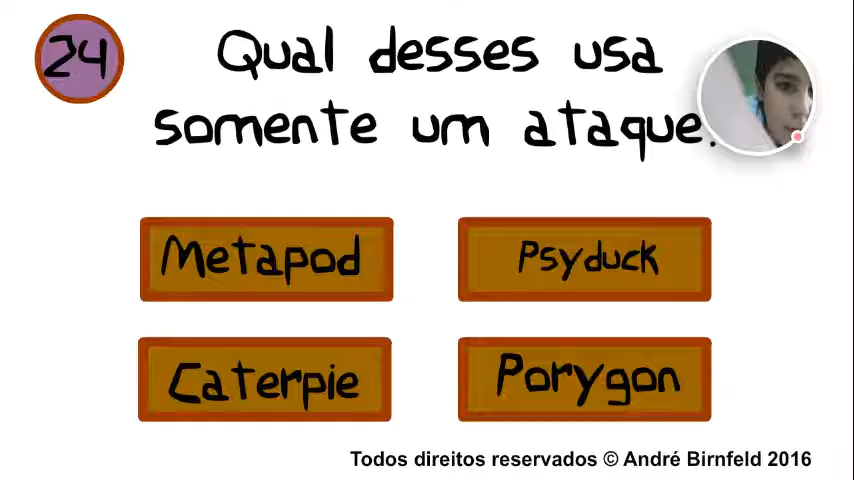 24
Qual desses usa
somente um ataque.
Metapod
Psyduck
Caterpie
Porygon
Todos direitos reservados © André Birnfeld 2016